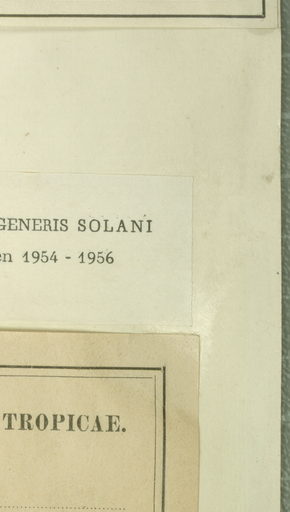 GENERIS SOLANI
en 1954 - 1956
TROPICAE.